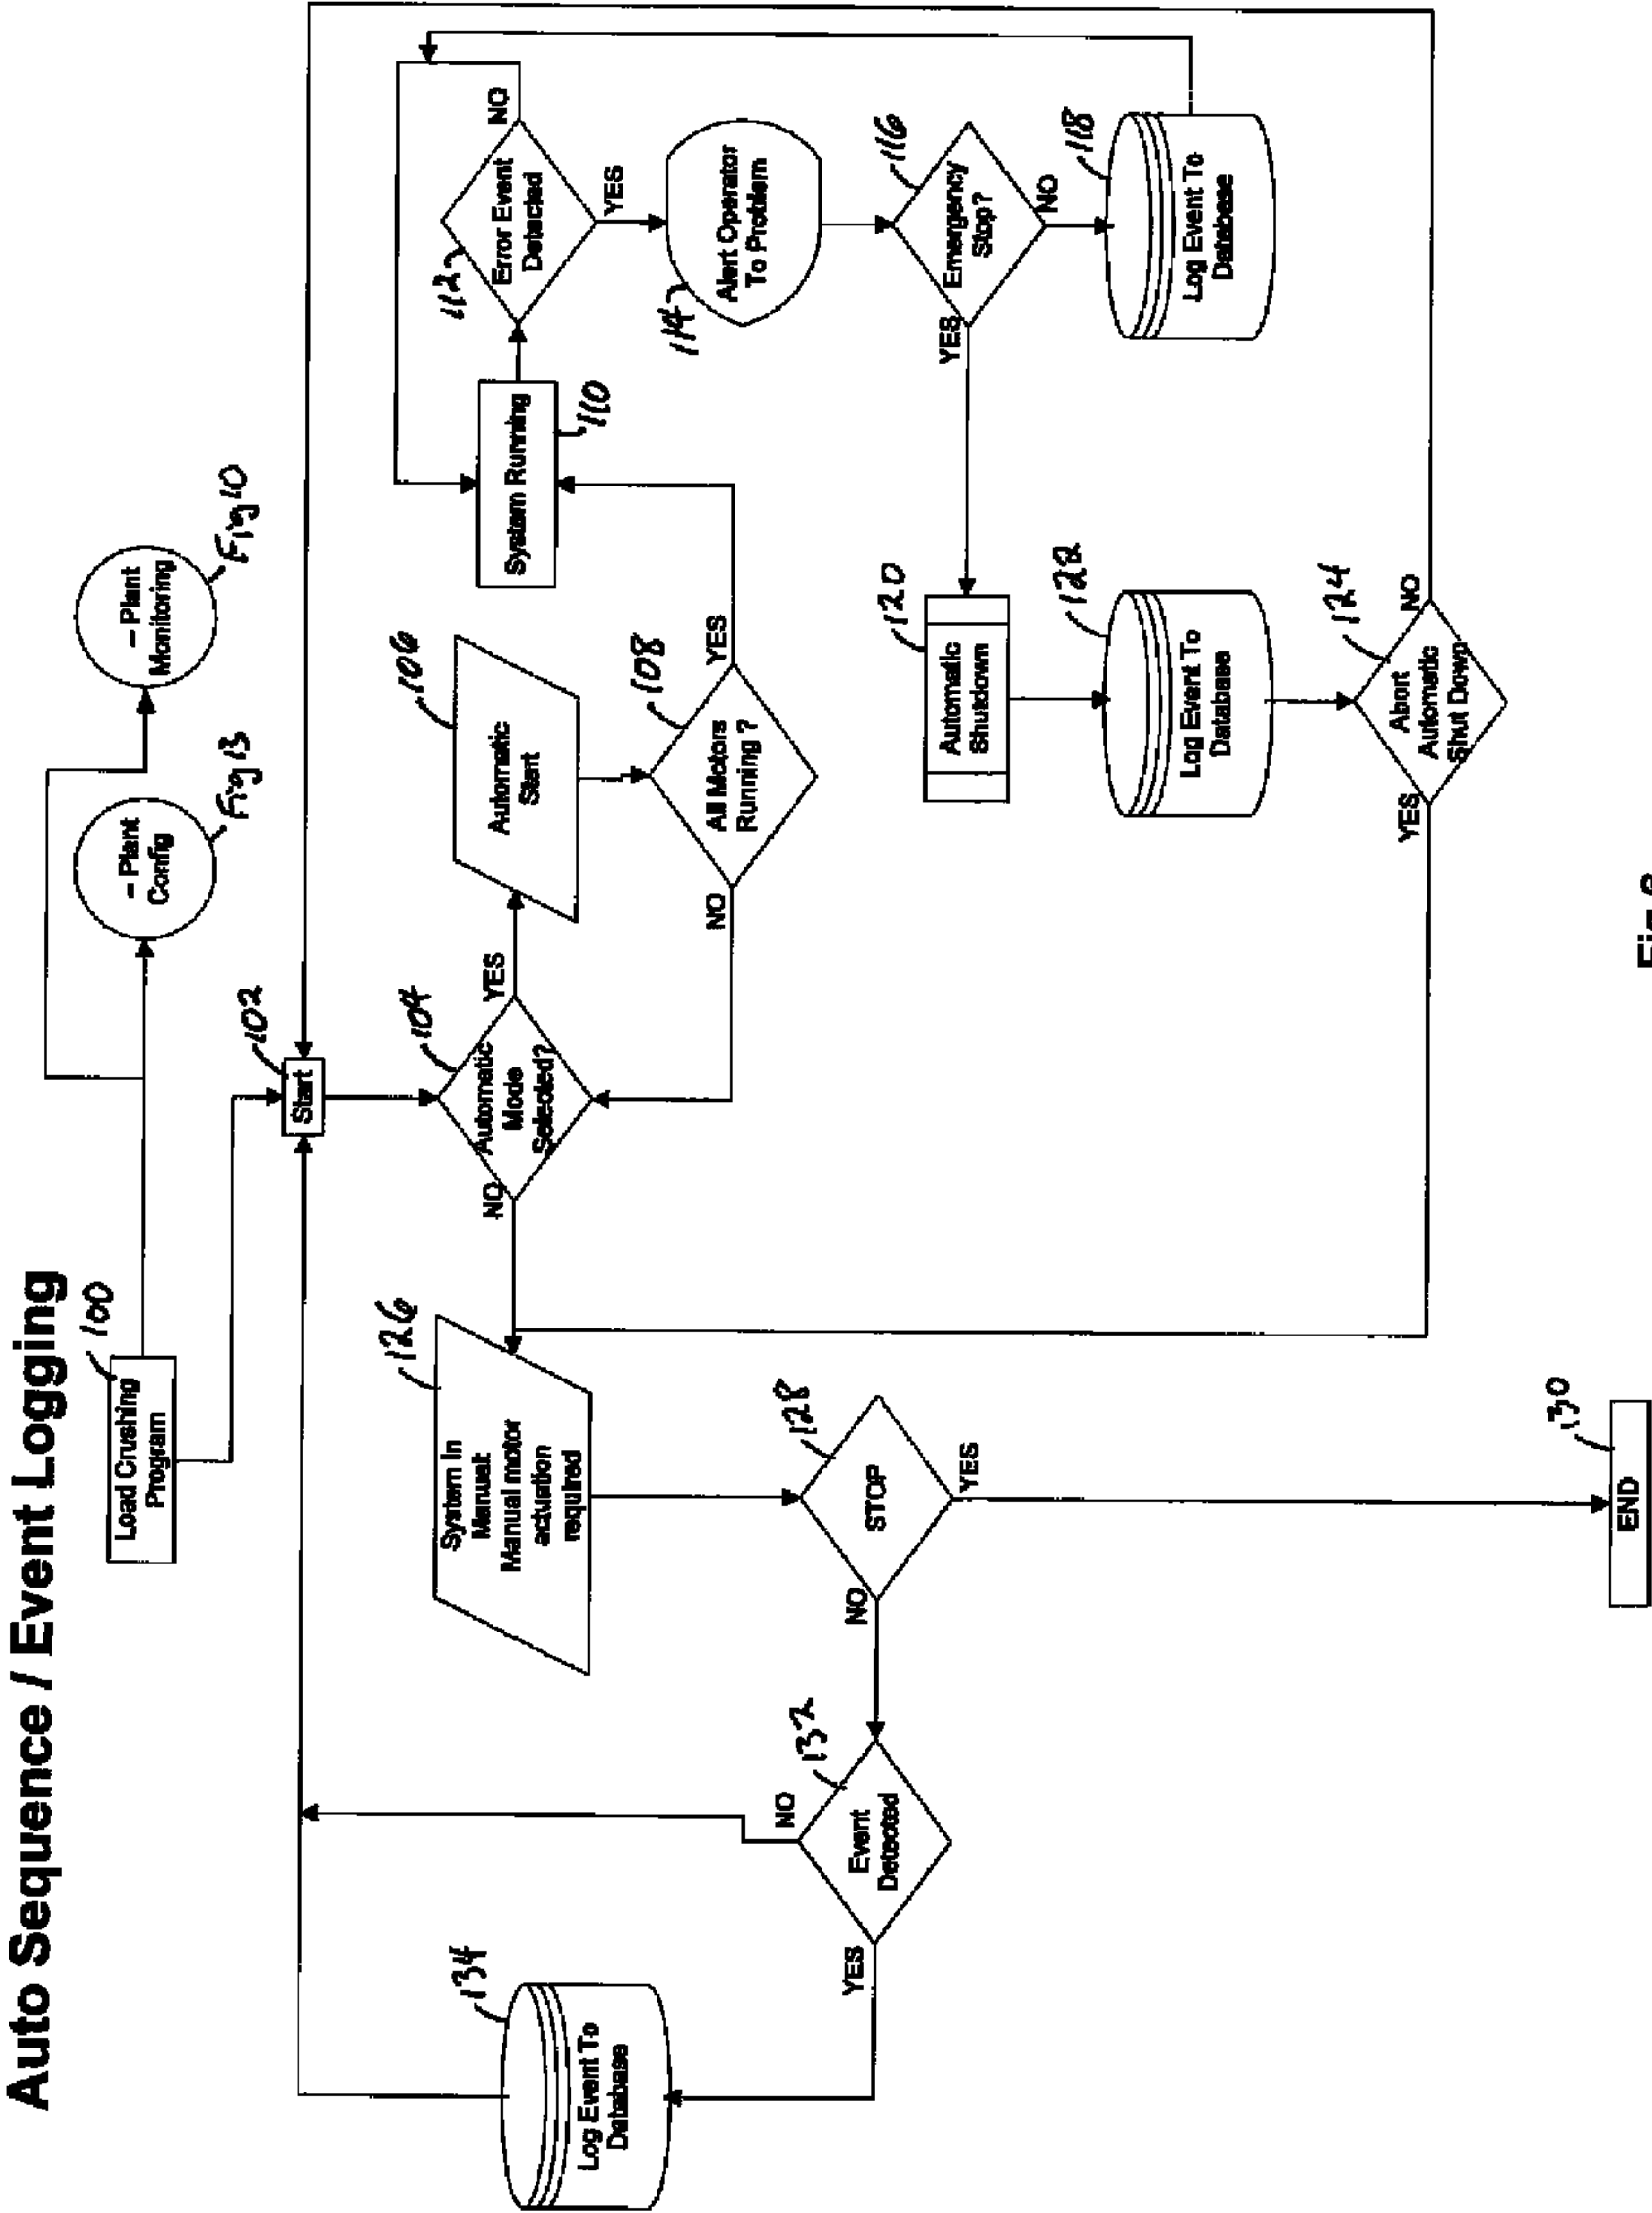 Auto Sequence / Event Logging
100
Load Crushing
Program
– Plant
Config
Fig 13
– Plant
Monitoring
Fig 10
102
Start
104
Automatic
Mode
Selected?
NO
YES
106
Automatic
Start
108
All Motors
Running ?
NO
YES
System Running
110
112
Error Event
Detected
NO
YES
114
Alert Operator
To Problem
116
Emergency
Stop?
YES
NO
118
Log Event To
Database
120
Automatic
Shutdown
122
Log Event To
Database
124
Abort
Automatic
Shut Down
YES
NO
126
System In
Manual:
Manual motor
actuation
required
128
STOP
NO
YES
130
END
132
Event
Detected
NO
YES
134
Log Event To
Database